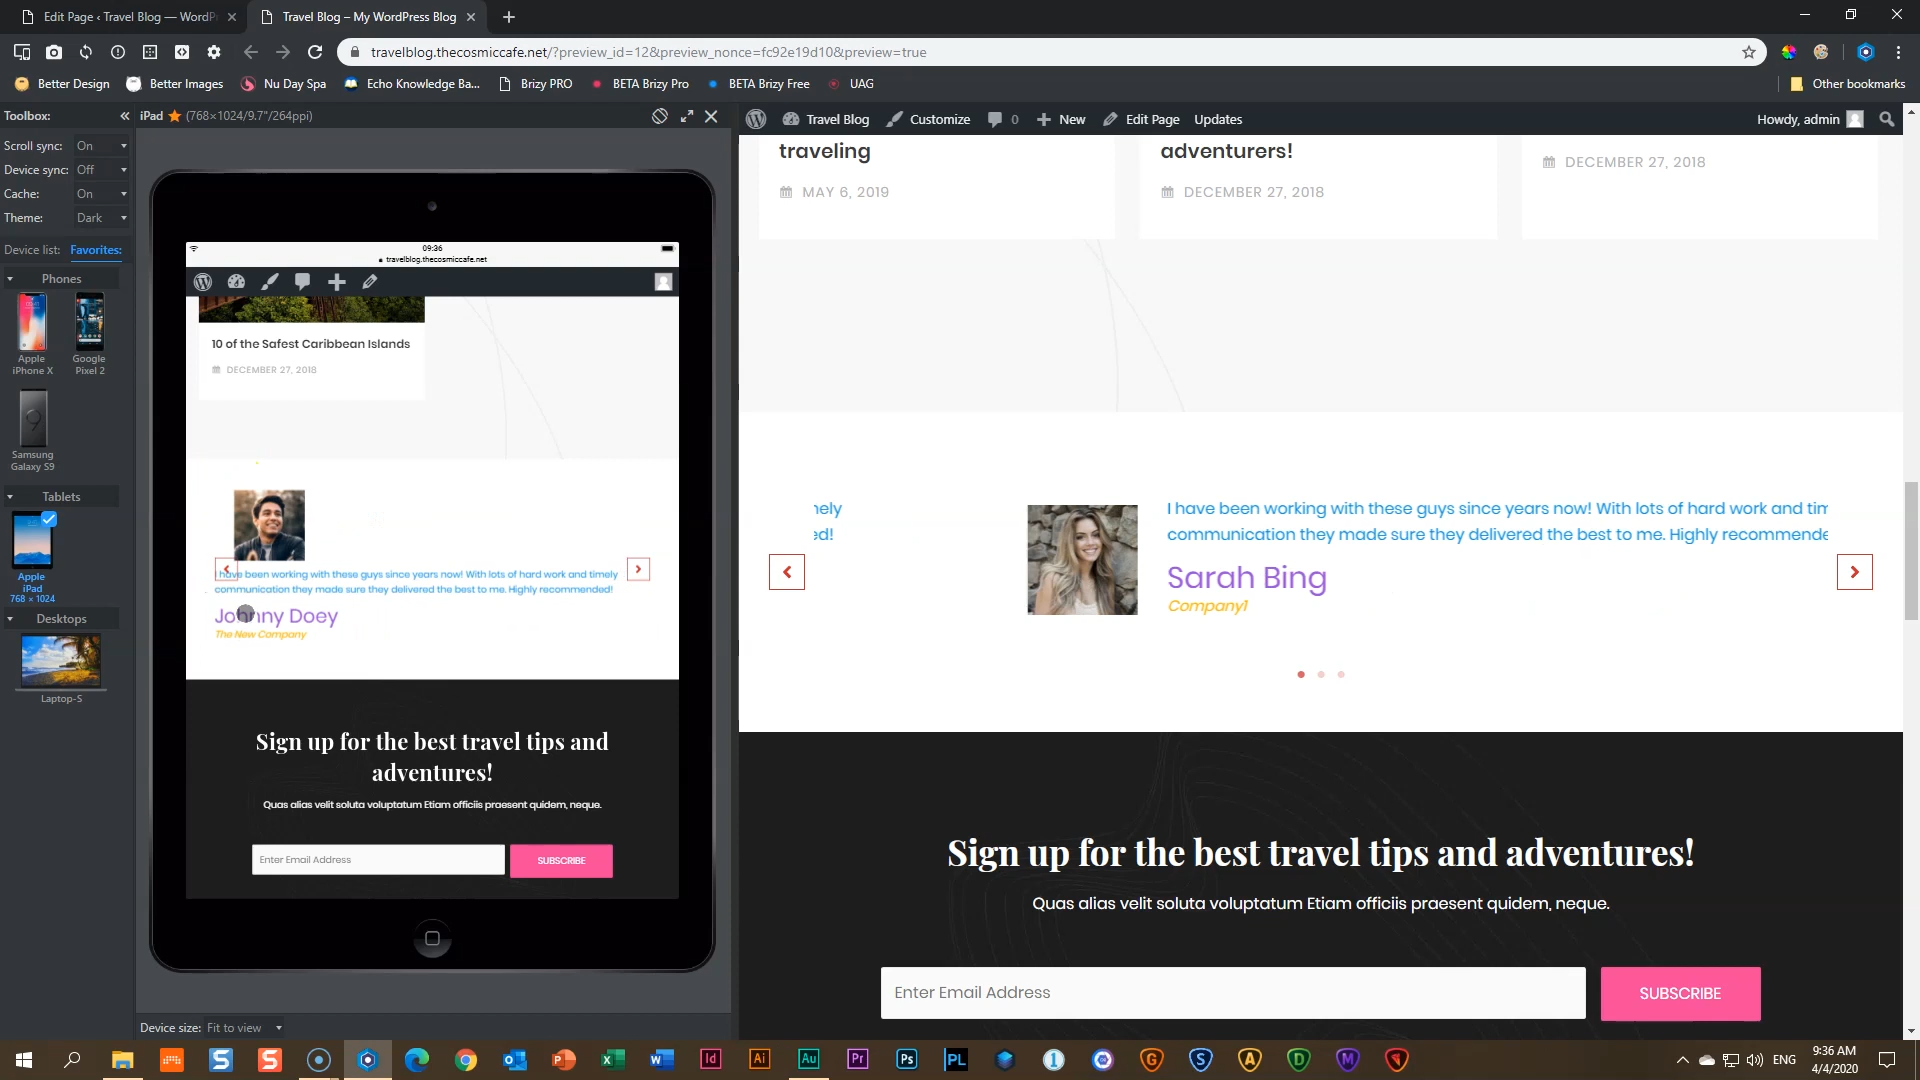 Edit Page ‹ Travel Blog — WordP
Travel Blog – My WordPress Blog
travelblog.thecosmiccafe.net/?preview_id=12&preview_nonce=fc92e19d10&preview=true
Better Design
Better Images
Nu Day Spa
Echo Knowledge Ba...
Brizy PRO
BETA Brizy Pro
BETA Brizy Free
UAG
Other bookmarks
Toolbox:
iPad
(768×1024/9.7"/264ppi)
Scroll sync: On
Device sync: Off
Cache: On
Theme: Dark
Device list: Favorites:
Phones
Apple iPhone X
Google Pixel 2
9
Samsung Galaxy S9
Tablets
Apple iPad
768 × 1024
Desktops
Laptop-S
09:36
travelblog.thecosmiccafe.net
10 of the Safest Caribbean Islands
DECEMBER 27, 2018
I have been working with these guys since years now! With lots of hard work and timely
communication they made sure they delivered the best to me. Highly recommended!
Johnny Doey
The New Company
Sign up for the best travel tips and
adventures!
Quas alias velit soluta voluptatum Etiam officiis praesent quidem, neque.
Enter Email Address
SUBSCRIBE
Device size: Fit to view
Travel Blog
Customize
0
New
Edit Page
Updates
Howdy, admin
traveling
MAY 6, 2019
adventurers!
DECEMBER 27, 2018
DECEMBER 27, 2018
nely
ed!
I have been working with these guys since years now! With lots of hard work and tim
communication they made sure they delivered the best to me. Highly recommende
Sarah Bing
Company1
Sign up for the best travel tips and adventures!
Quas alias velit soluta voluptatum Etiam officiis praesent quidem, neque.
Enter Email Address
SUBSCRIBE
S
S
P
X
W
Id
Ai
Au
Pr
Ps
PL
1
G
S
A
D
M
ENG
9:36 AM
4/4/2020